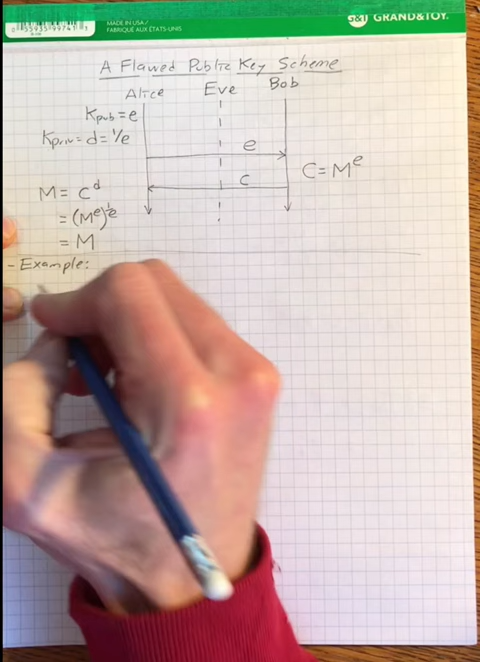 MADE IN USA /
FABRIQUÉ AUX ÉTATS-UNIS
G&T GRAND&TOY.
A Flawed Public Key Scheme
Alice Eve Bob
Kpub = e
Kpriv = d = 1/e
e
C = M^e
c
M = C^d
= (M^e)^1/e
= M
- Example: